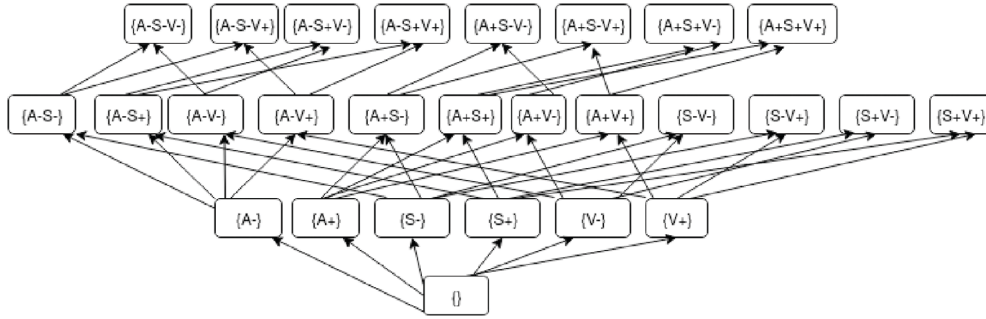 {A-S-V-} {A-S-V+} {A-S+V-} {A-S+V+} {A+S-V-} {A+S-V+} {A+S+V-} {A+S+V+}
{A-S-} {A-S+} {A-V-} {A-V+} {A+S-} {A+S+} {A+V-} {A+V+} {S-V-} {S-V+} {S+V-} {S+V+}
{A-} {A+} {S-} {S+} {V-} {V+}
{}